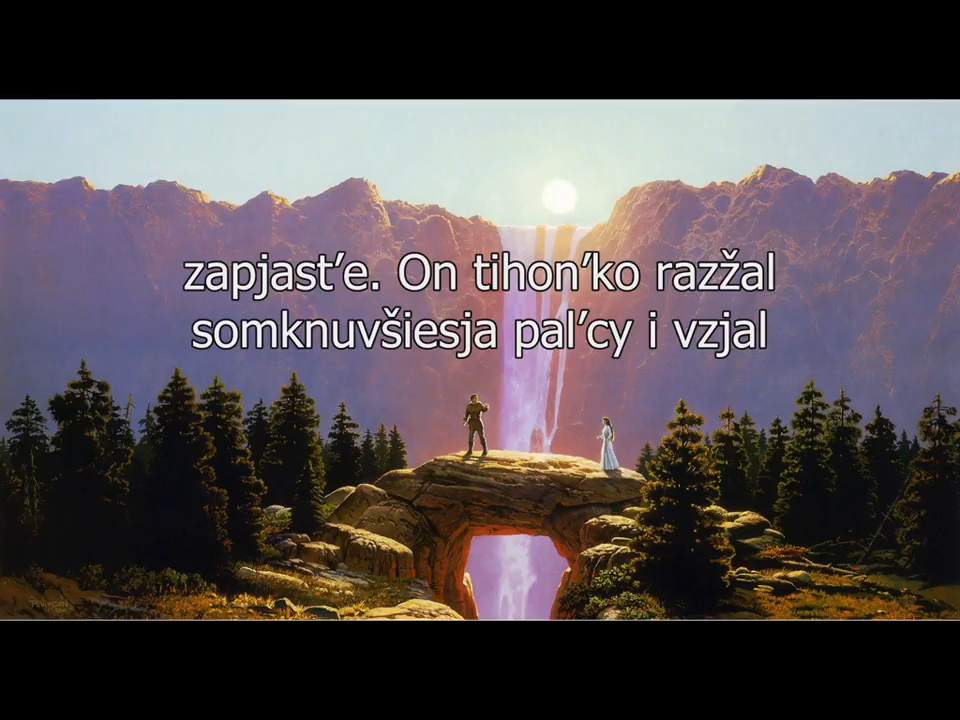 zapjast’e. On tihon’ko razžal
somknuvšiesja pal’cy i vzjal